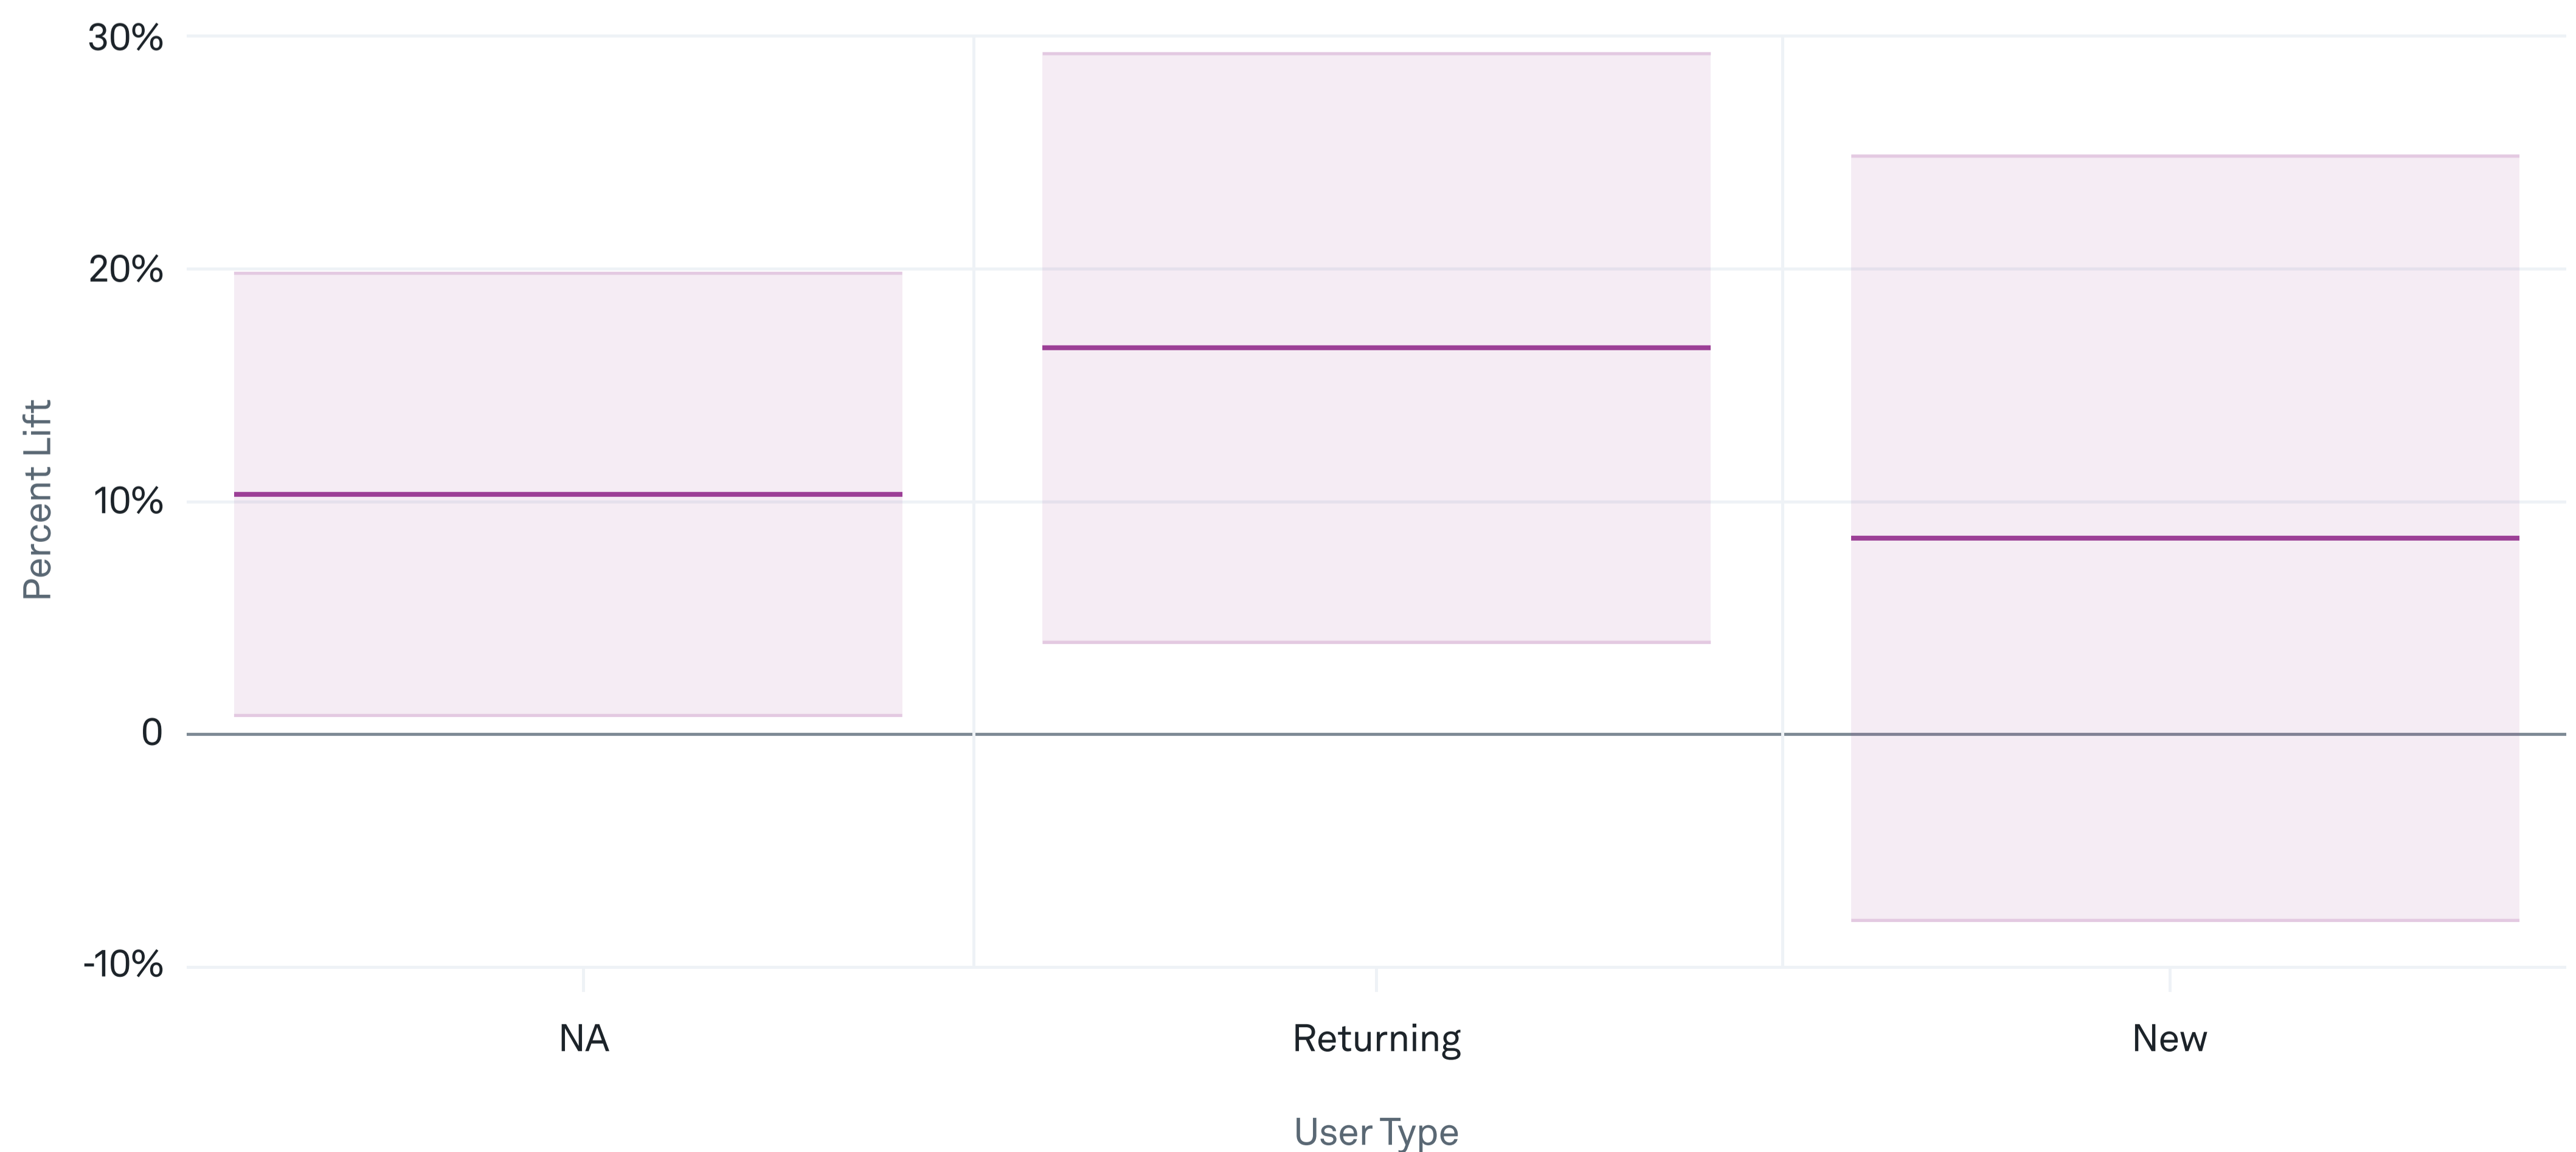 30%
20%
10%
0
-10%
Percent Lift
NA
Returning
New
User Type